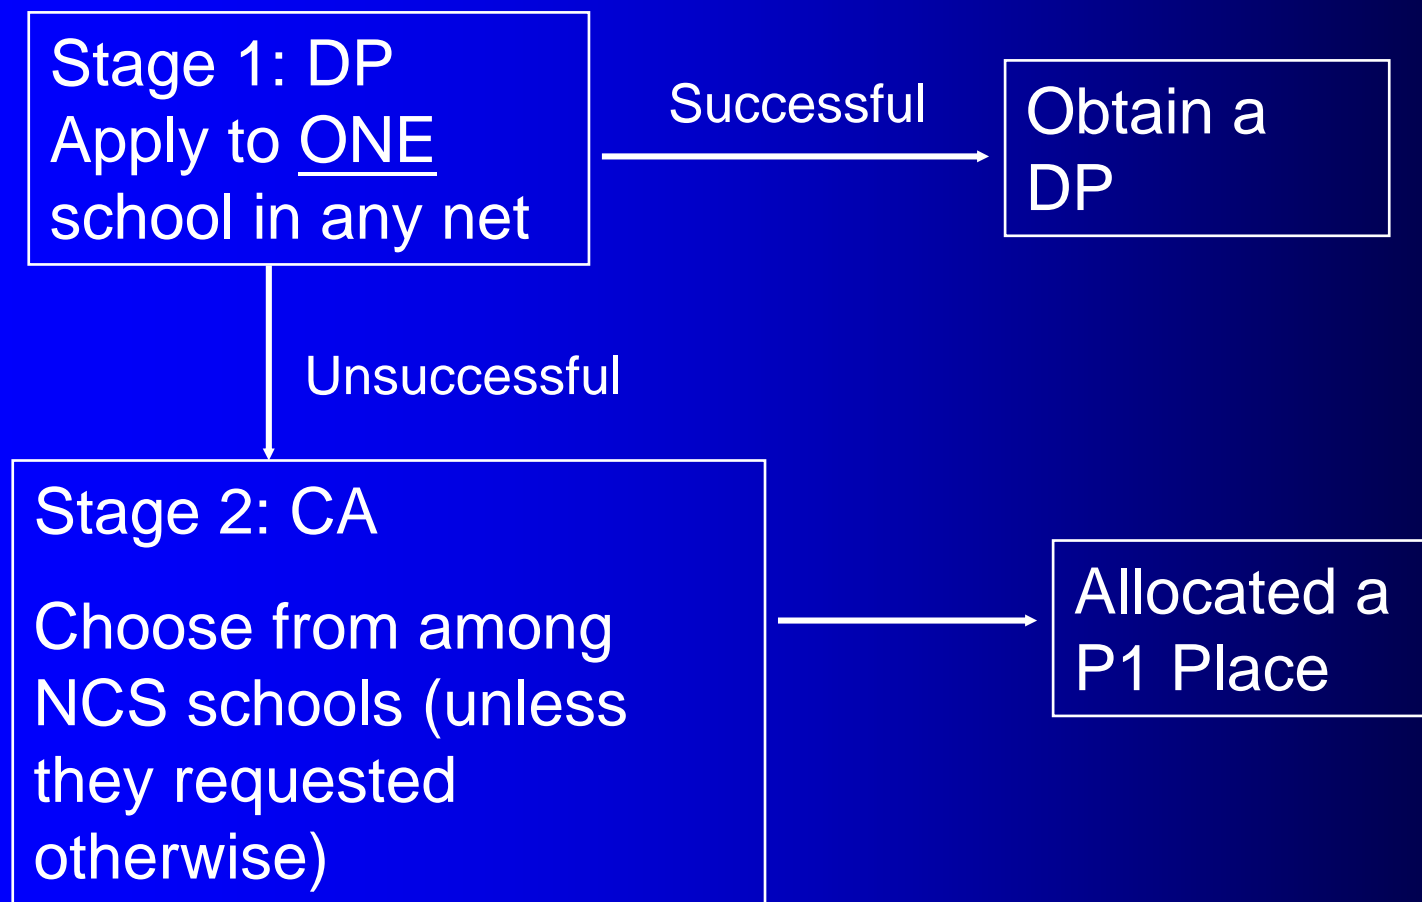 Stage 1: DP
Apply to ONE
school in any net
Successful
Obtain a
DP
Unsuccessful
Stage 2: CA
Choose from among
NCS schools (unless
they requested
otherwise)
Allocated a
P1 Place